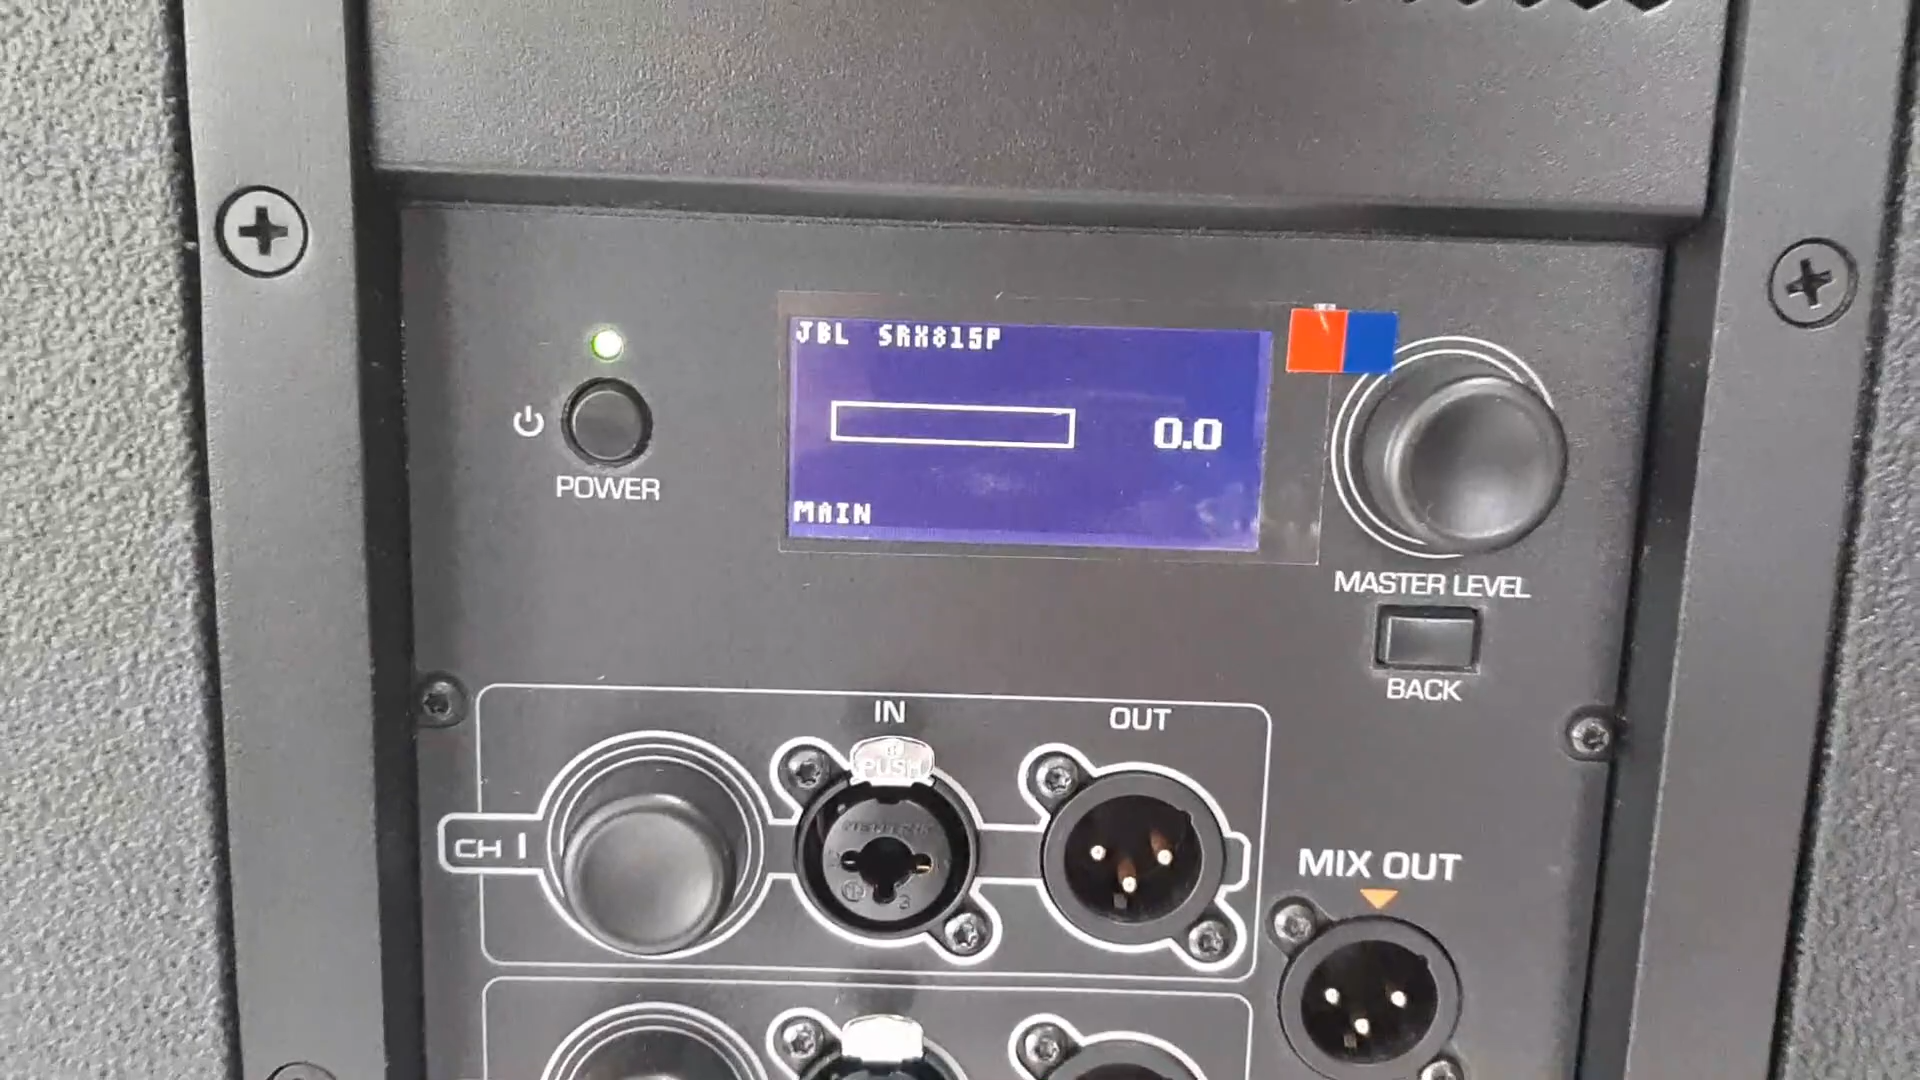 JBL SRX815P
0.0
MAIN
POWER
MASTER LEVEL
BACK
IN
OUT
PUSH
CH 1
MIX OUT